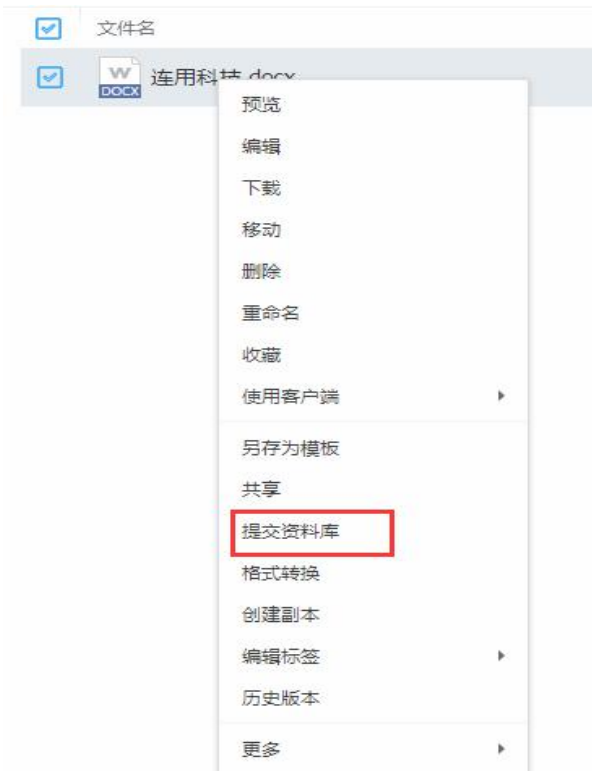 文件名
W
DOCX
连用科技.docx
预览
编辑
下载
移动
删除
重命名
收藏
使用客户端
另存为模板
共享
提交资料库
格式转换
创建副本
编辑标签
历史版本
更多